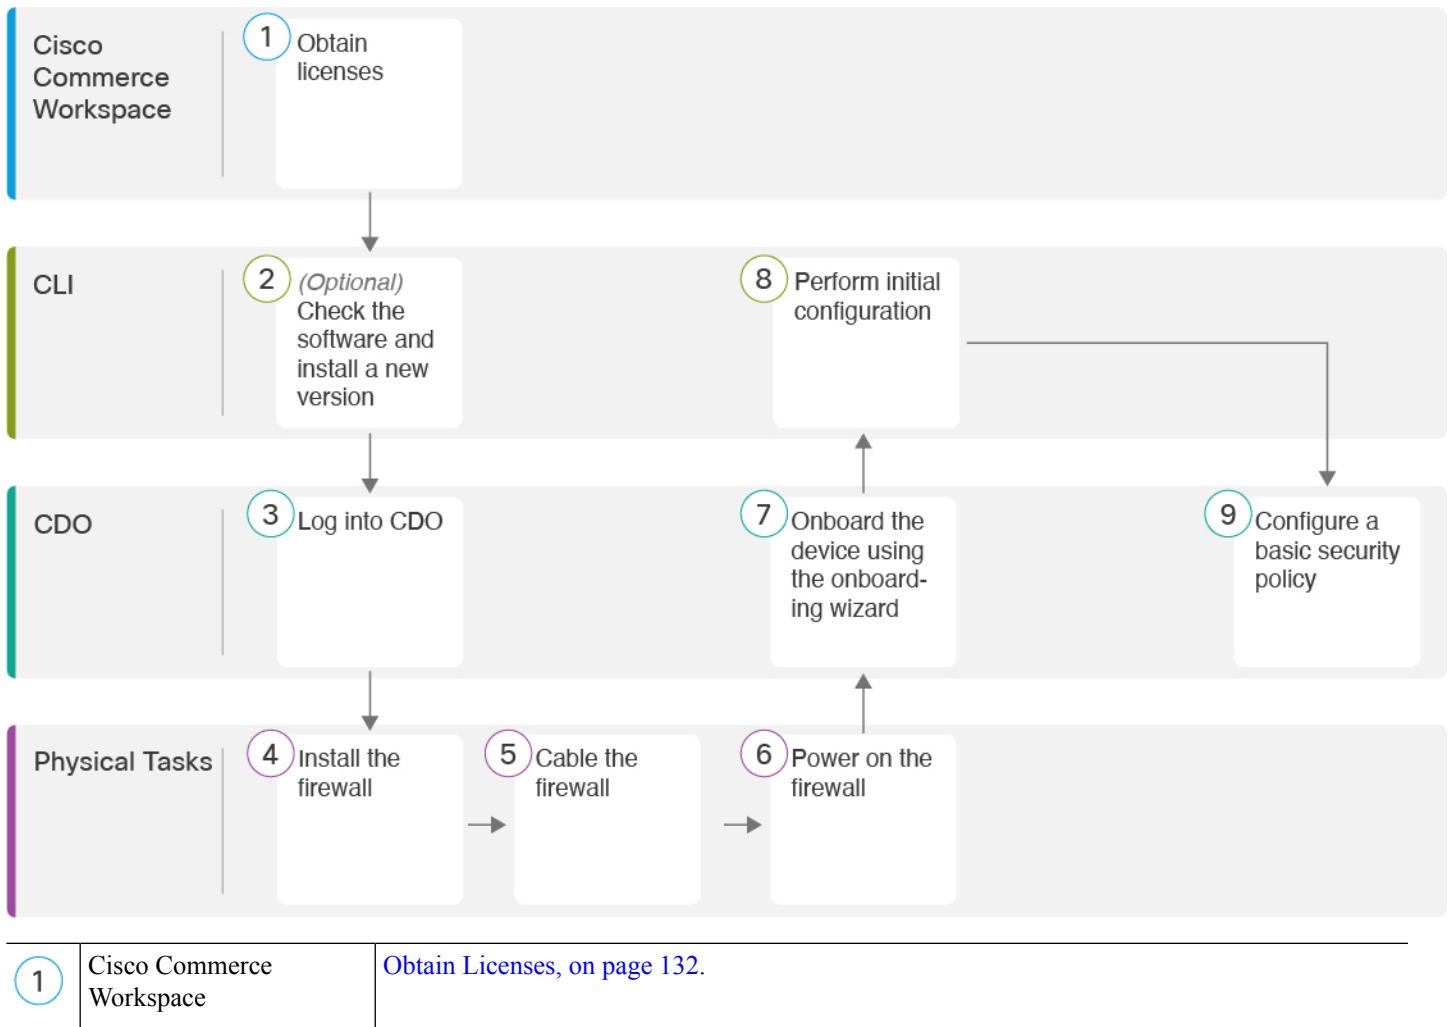 Cisco
Commerce
Workspace
1
Obtain
licenses
CLI
2
(Optional)
Check the
software and
install a new
version
8
Perform initial
configuration
CDO
3
Log into CDO
7
Onboard the
device using
the onboard-
ing wizard
9
Configure a
basic security
policy
Physical Tasks
4
Install the
firewall
5
Cable the
firewall
6
Power on the
firewall
1
Cisco Commerce
Workspace
Obtain Licenses, on page 132.